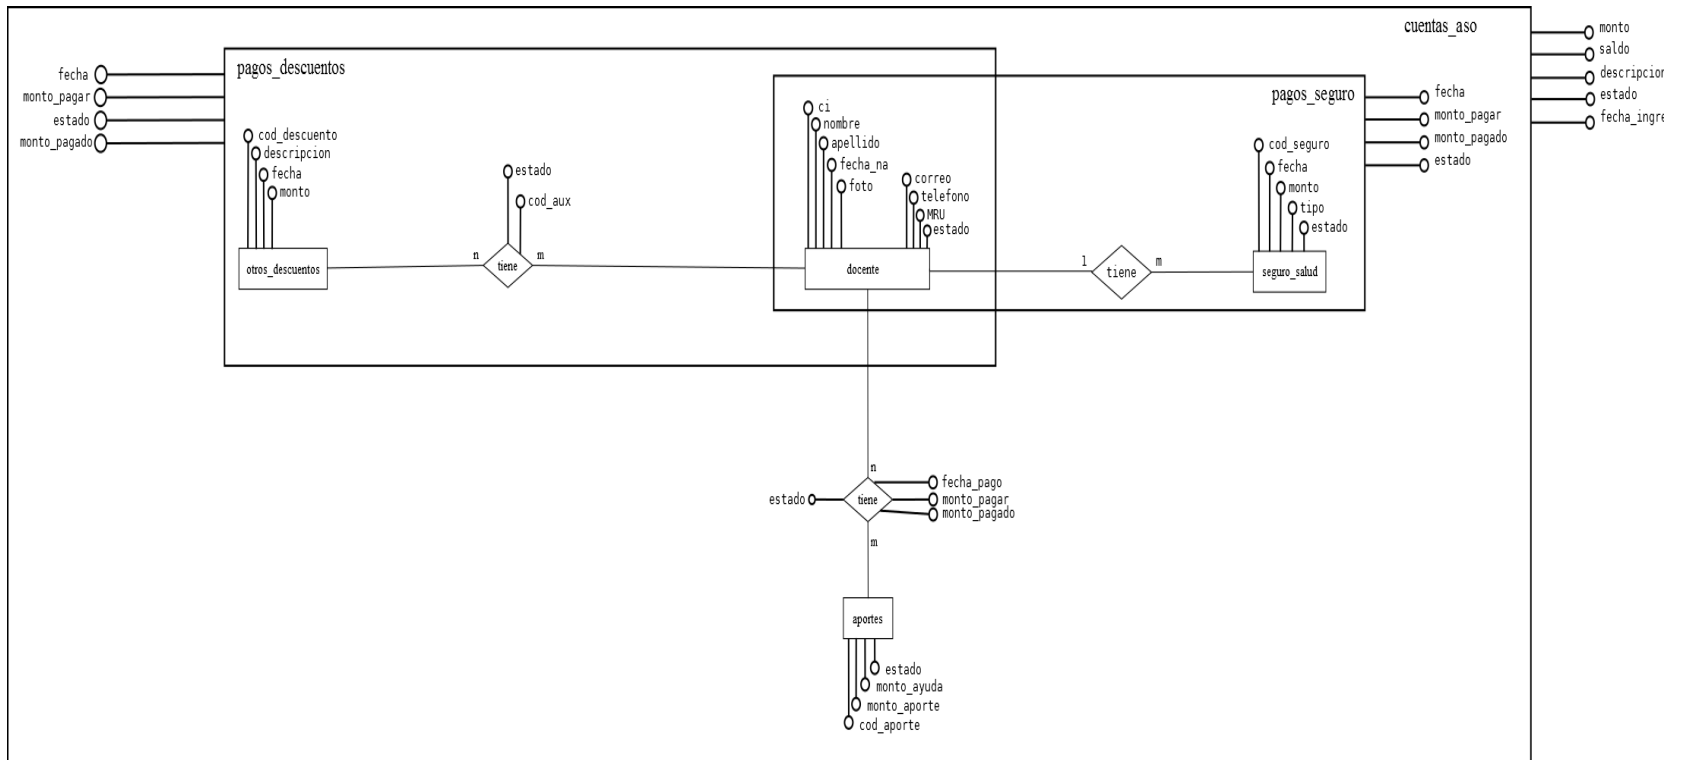 cuentas_aso
monto
saldo
descripcion
estado
fecha_ingre
pagos_descuentos
fecha
monto_pagar
estado
monto_pagado
cod_descuento
descripcion
fecha
monto
otros_descuentos
estado
cod_aux
n
tiene
m
ci
nombre
apellido
fecha_na
foto
correo
telefono
MRU
estado
docente
pagos_seguro
fecha
monto_pagar
monto_pagado
estado
cod_seguro
fecha
monto
tipo
estado
1
tiene
m
seguro_salud
n
estado
tiene
fecha_pago
monto_pagar
monto_pagado
m
aportes
estado
monto_ayuda
monto_aporte
cod_aporte